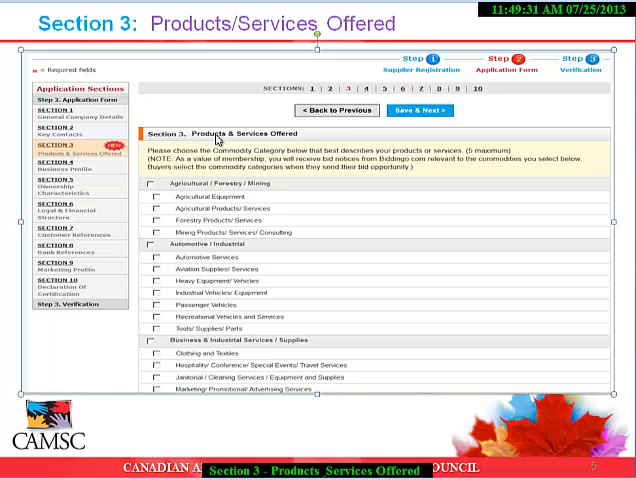 11:49:31 AM 07/25/2013
Section 3: Products/Services Offered
Step 1 Step 2 Step 3
= Required fields
Supplier Registration Application Form Verification
Application Sections
SECTIONS: 1 | 2 | 3 | 4 | 5 | 6 | 7 | 8 | 9 | 10
Step 2. Application Form
SECTION 1
General Company Details
SECTION 2
Key Contacts
SECTION 3 NEW
Products & Services Offered
SECTION 4
Business Profile
SECTION 5
Ownership
Characteristics
SECTION 6
Legal & Financial
Structure
SECTION 7
Customer References
SECTION 8
Bank References
SECTION 9
Marketing Profile
SECTION 10
Declaration Of
Certification
Step 3. Verification
< Back to Previous Save & Next >
Section 3. Products & Services Offered
Please choose the Commodity Category below that best describes your products or services. (5 maximum)
(NOTE: As a value of membership, you will receive bid notices from Biddingo.com relevant to the commodities you select below.
Buyers select the commodity categories when they send their bid opportunity.)
Agricultural / Forestry / Mining
Agricultural Equipment
Agricultural Products/ Services
Forestry Products/ Services
Mining Products/ Services/ Consulting
Automotive / Industrial
Automotive Services
Aviation Supplies/ Services
Heavy Equipment/ Vehicles
Industrial Vehicles/ Equipment
Passenger Vehicles
Recreational Vehicles and Services
Tools/ Supplies/ Parts
Business & Industrial Services / Supplies
Clothing and Textiles
Hospitality/ Conference/ Special Events/ Travel Services
Janitorial / Cleaning Services / Equipment and Supplies
Marketing/ Promotional/ Advertising Services
CAMSC
CANADIAN A COUNCIL 5
Section 3 - Products_Services Offered